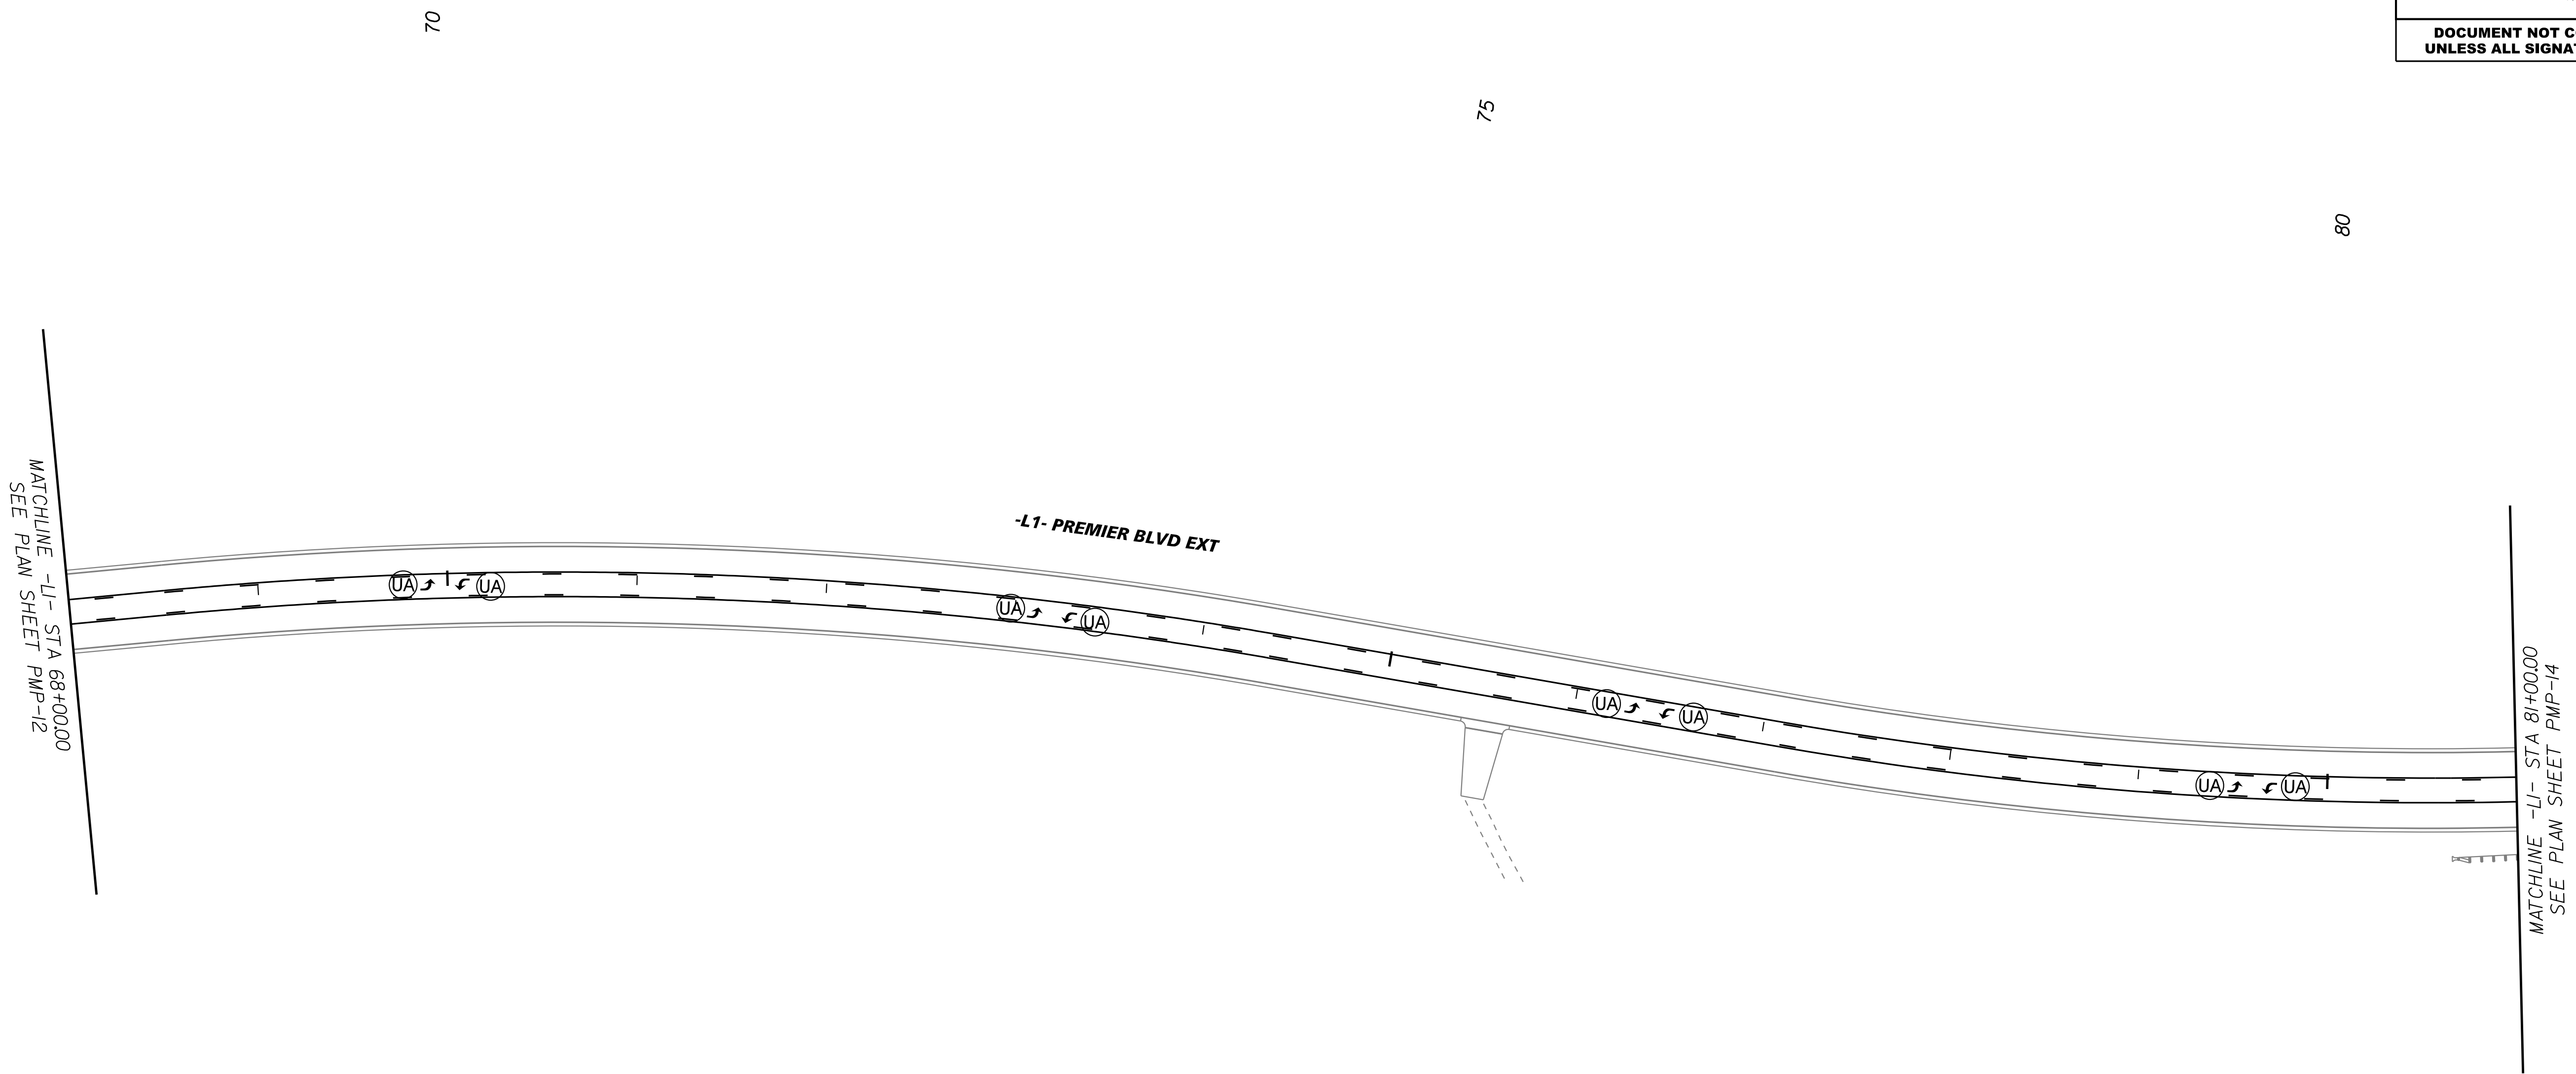 70
DOCUMENT NOT C
UNLESS ALL SIGNAT
75
80
MATCHLINE -L1- STA 68+00.00
SEE PLAN SHEET PMP-12
-L1- PREMIER BLVD EXT
UA
UA
UA
UA
UA
UA
UA
UA
MATCHLINE -L1- STA 81+00.00
SEE PLAN SHEET PMP-14